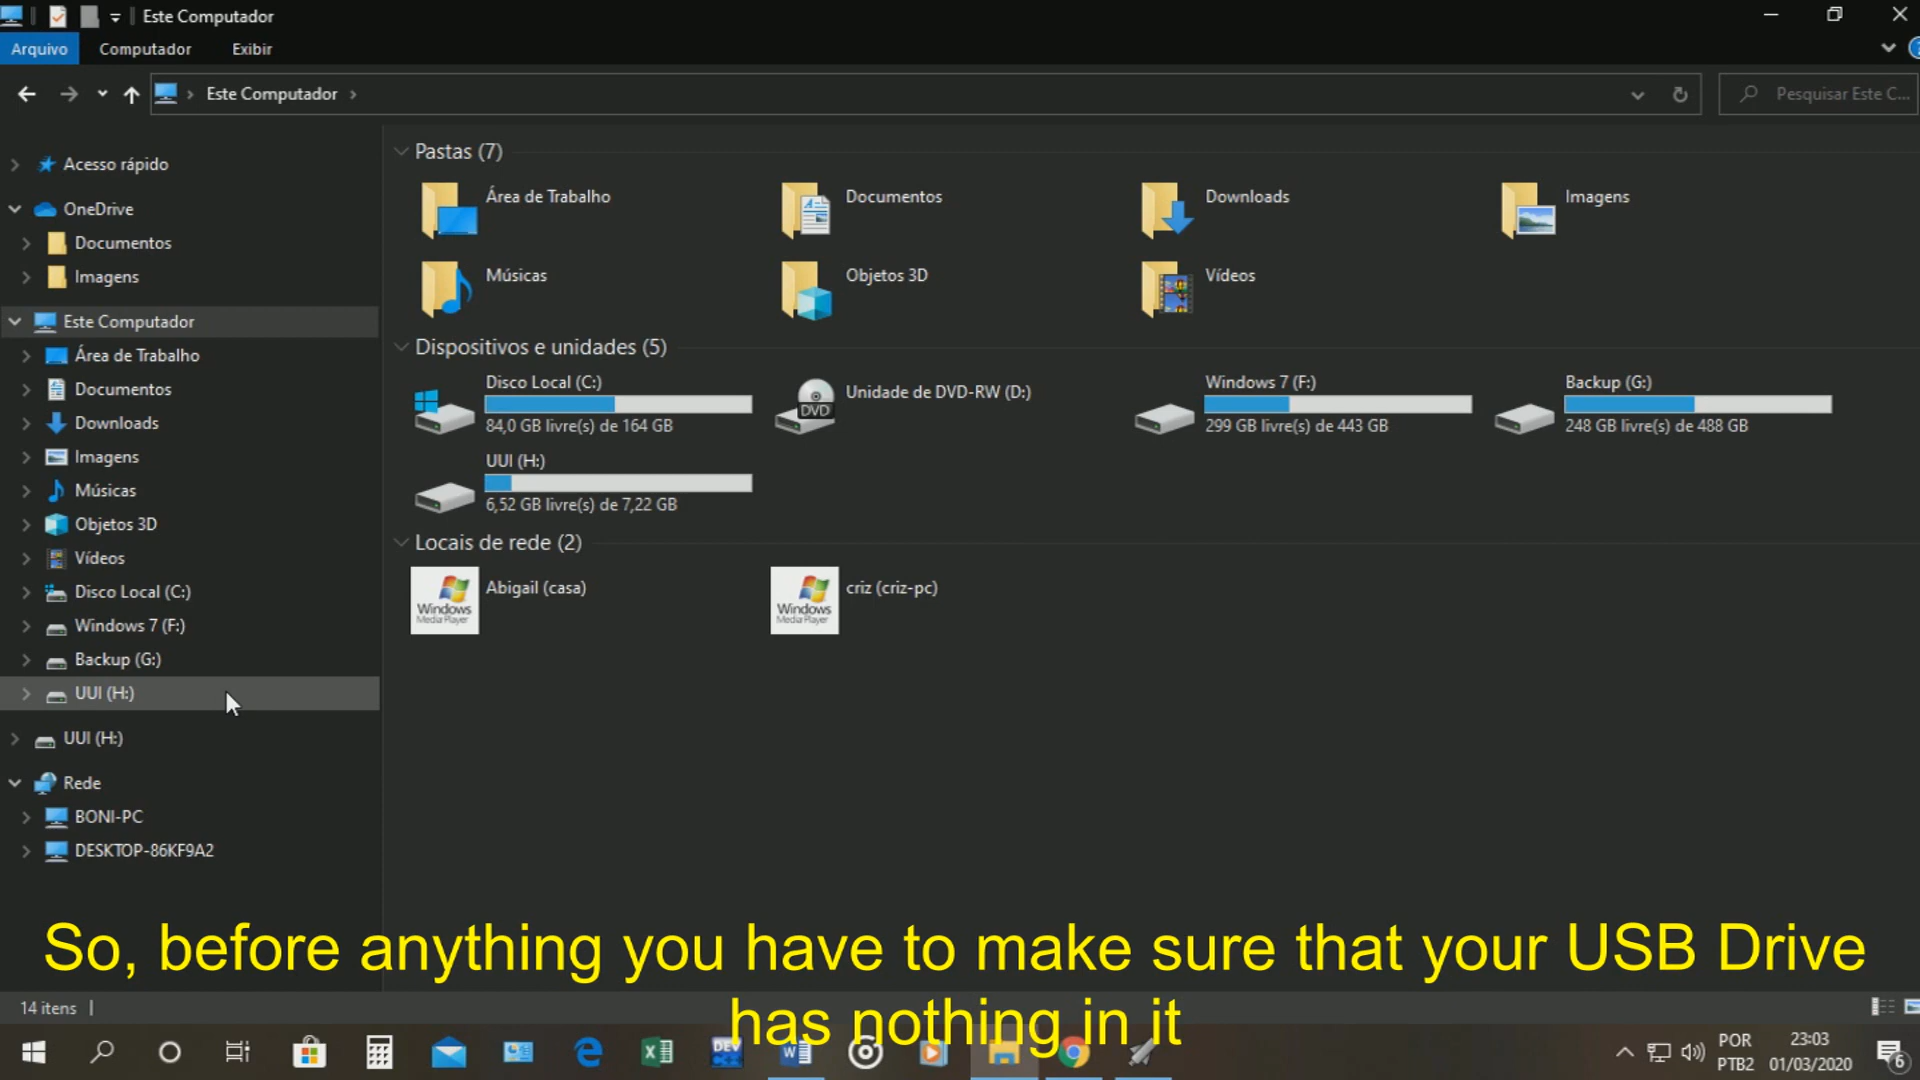 Este Computador
Arquivo
Computador
Exibir
Este Computador
Pesquisar Este C...
Acesso rápido
OneDrive
Documentos
Imagens
Este Computador
Área de Trabalho
Documentos
Downloads
Imagens
Músicas
Objetos 3D
Vídeos
Disco Local (C:)
Windows 7 (F:)
Backup (G:)
UUI (H:)
UUI (H:)
Rede
BONI-PC
DESKTOP-86KF9A2
Pastas (7)
Área de Trabalho
Documentos
Downloads
Imagens
Músicas
Objetos 3D
Vídeos
Dispositivos e unidades (5)
Disco Local (C:)
84,0 GB livre(s) de 164 GB
Unidade de DVD-RW (D:)
DVD
Windows 7 (F:)
299 GB livre(s) de 443 GB
Backup (G:)
248 GB livre(s) de 488 GB
UUI (H:)
6,52 GB livre(s) de 7,22 GB
Locais de rede (2)
Windows
Media Player
Abigail (casa)
Windows
Media Player
criz (criz-pc)
So, before anything you have to make sure that your USB Drive
has nothing in it
14 itens
DEV
POR
PTB2
23:03
01/03/2020
6